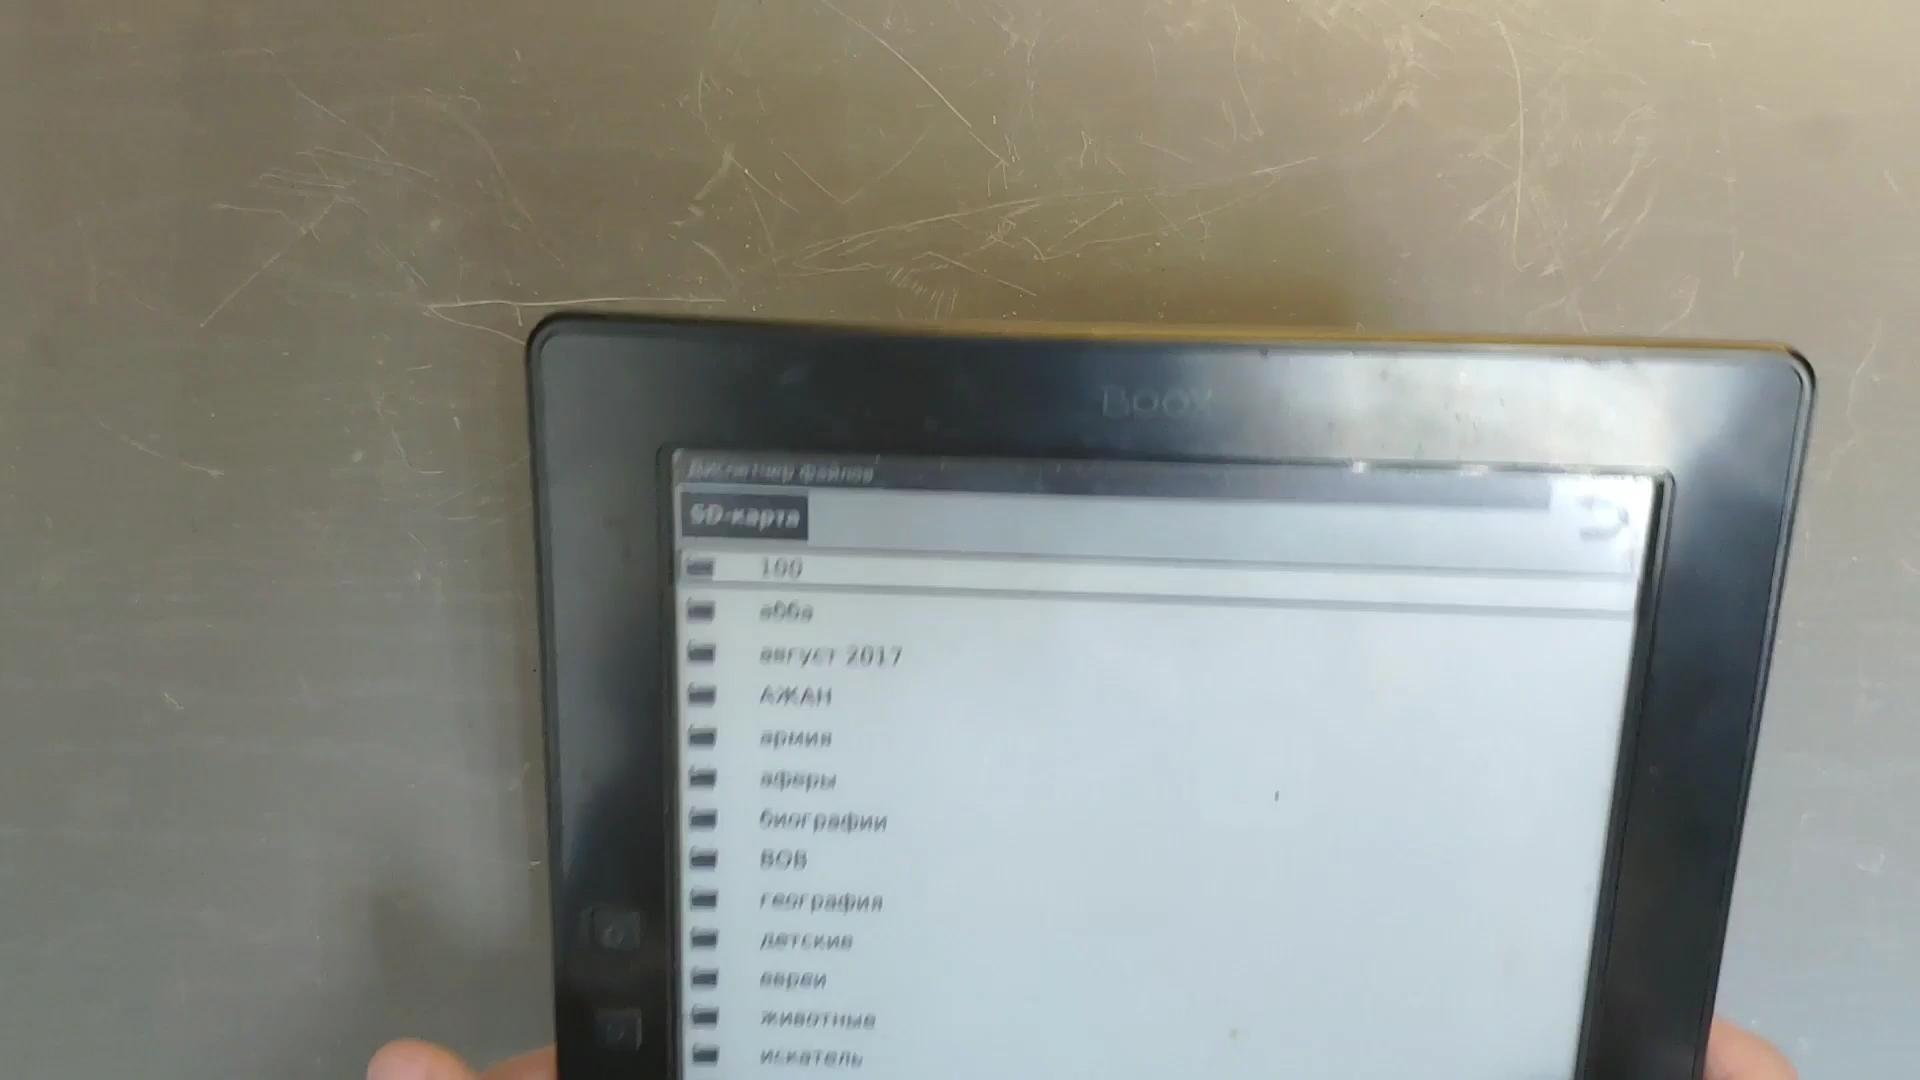 BOOX
Диспетчер файлов
SD-карта
100
абба
август 2017
АЖАН
армия
аферы
биографии
ВОВ
география
детские
евреи
животные
искатель